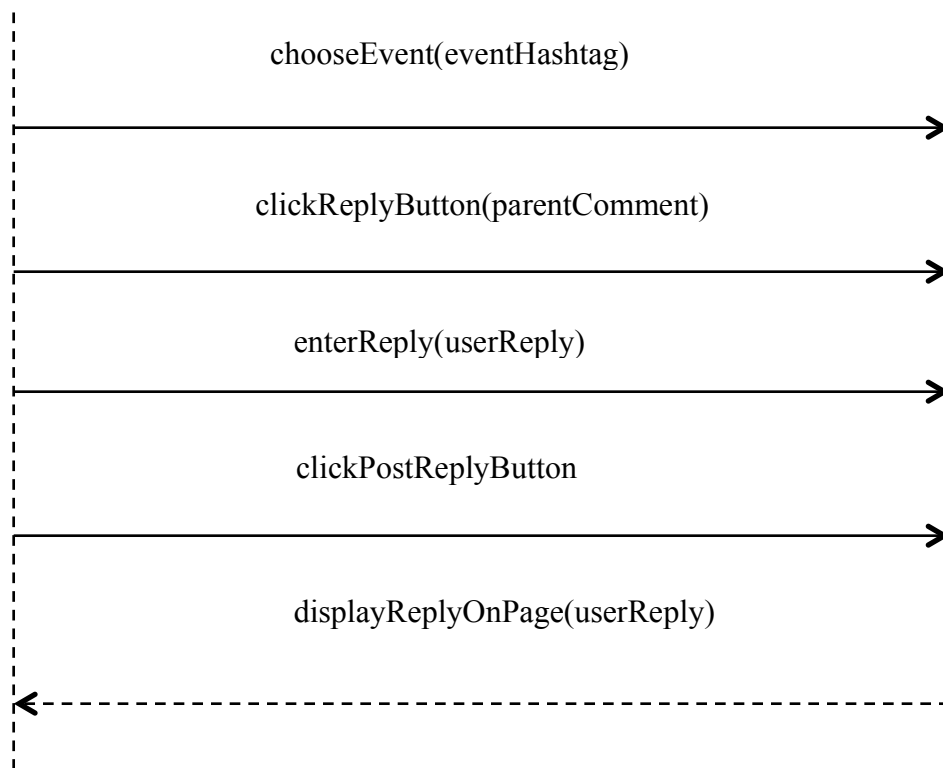 chooseEvent(eventHashtag)
clickReplyButton(parentComment)
enterReply(userReply)
clickPostReplyButton
displayReplyOnPage(userReply)